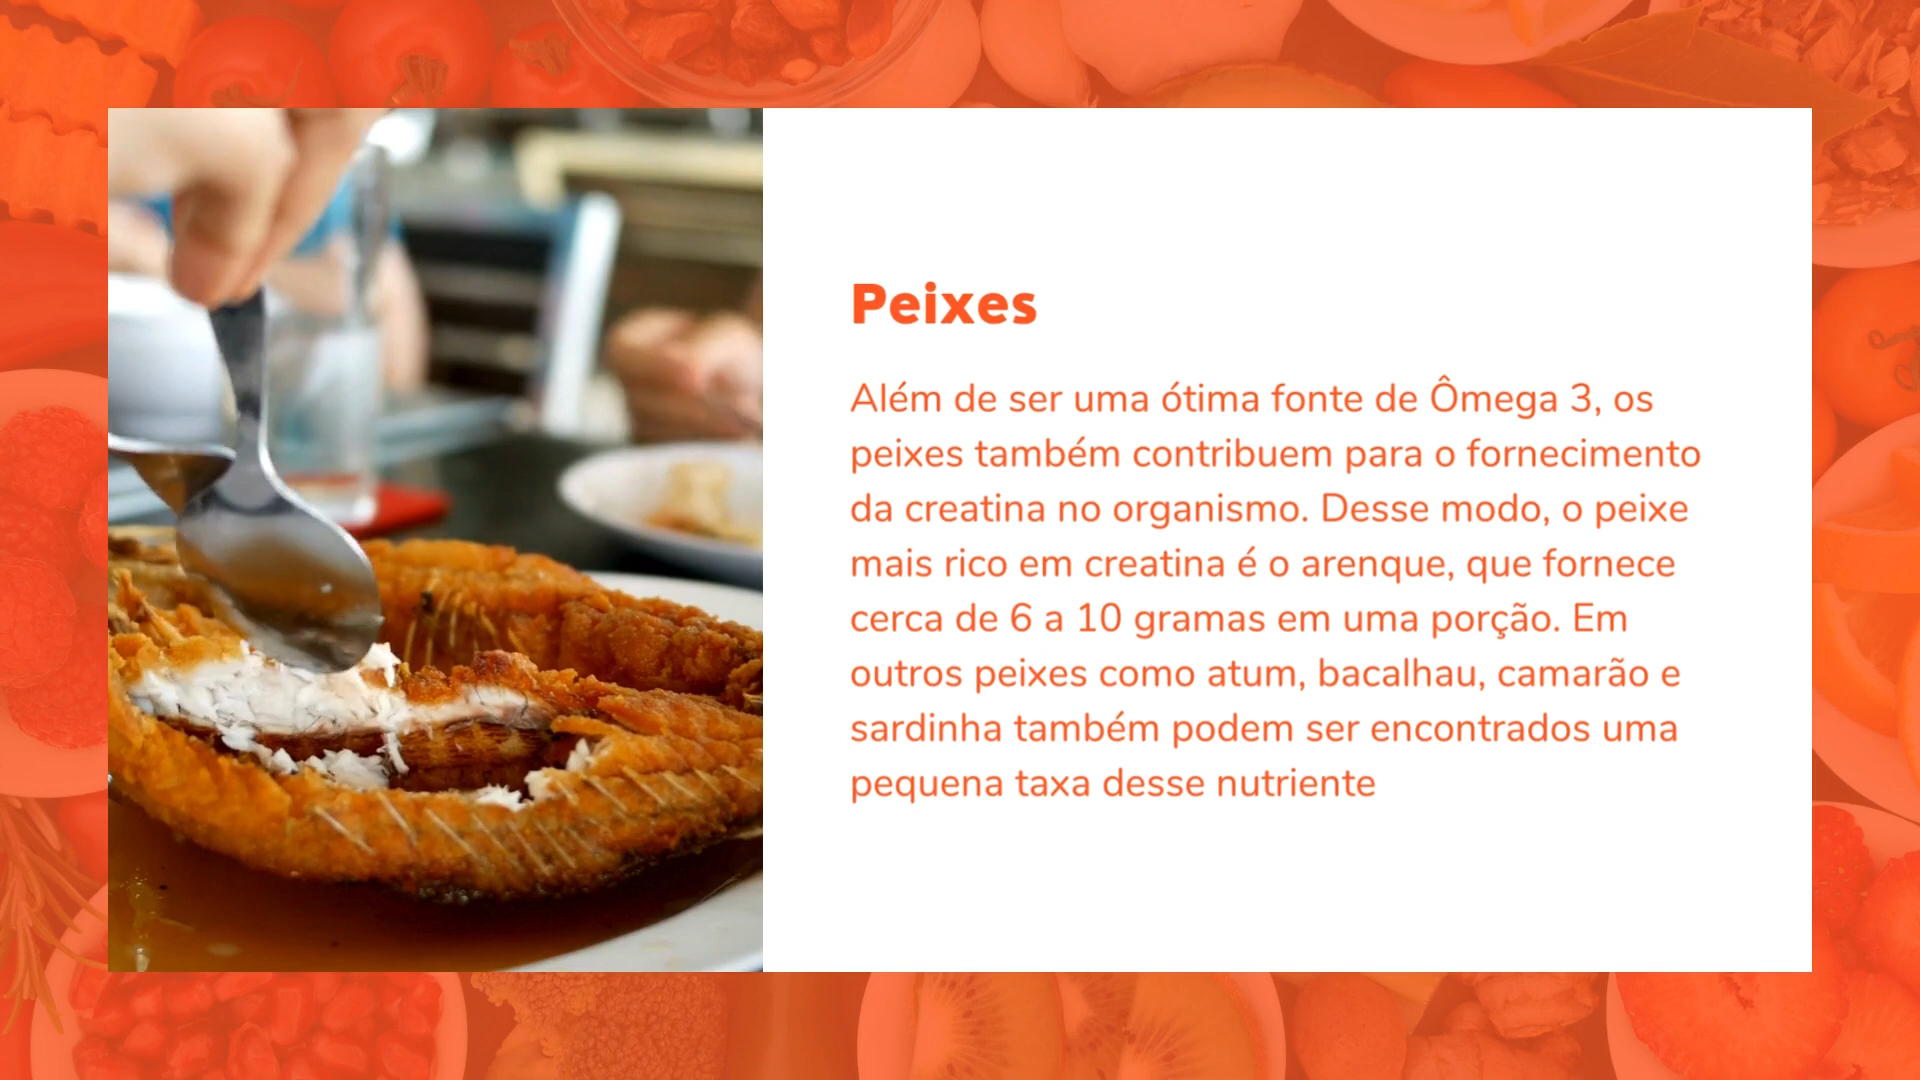 Peixes
Além de ser uma ótima fonte de Ômega 3, os
peixes também contribuem para o fornecimento
da creatina no organismo. Desse modo, o peixe
mais rico em creatina é o arenque, que fornece
cerca de 6 a 10 gramas em uma porção. Em
outros peixes como atum, bacalhau, camarão e
sardinha também podem ser encontrados uma
pequena taxa desse nutriente